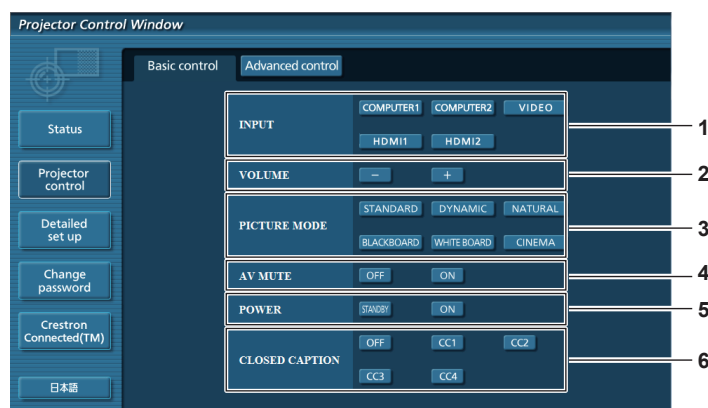 Projector Control Window
Basic control Advanced control
Status
Projector
control
Detailed
set up
Change
password
Crestron
Connected(TM)
日本語
INPUT COMPUTER1 COMPUTER2 VIDEO
HDMI1 HDMI2
1
VOLUME - +
2
PICTURE MODE STANDARD DYNAMIC NATURAL
BLACKBOARD WHITE BOARD CINEMA
3
AV MUTE OFF ON
4
POWER STANDBY ON
5
CLOSED CAPTION OFF CC1 CC2
CC3 CC4
6